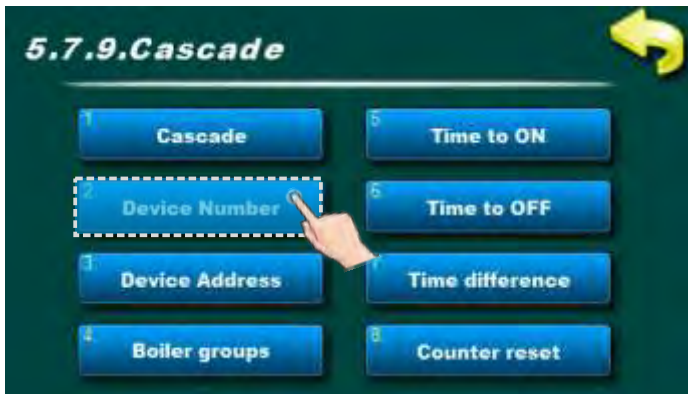 5.7.9.Cascade
1 Cascade
2 Device Number
3 Device Address
4 Boiler groups
5 Time to ON
6 Time to OFF
7 Time difference
8 Counter reset